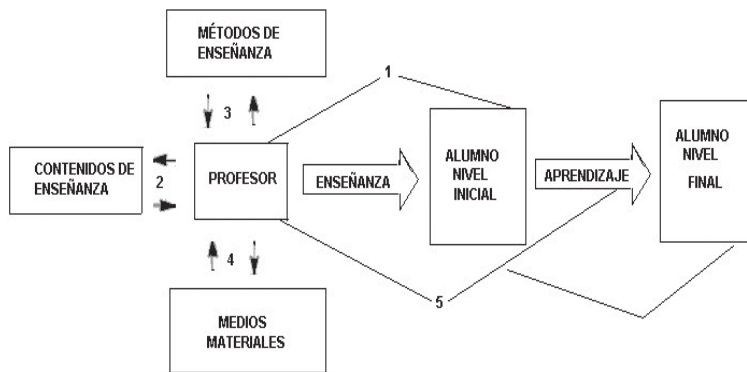 MÉTODOS DE
ENSEÑANZA
1
3
CONTENIDOS DE
ENSEÑANZA
2
PROFESOR
ENSEÑANZA
ALUMNO
NIVEL
INICIAL
APRENDIZAJE
ALUMNO
NIVEL
FINAL
4
5
MEDIOS
MATERIALES